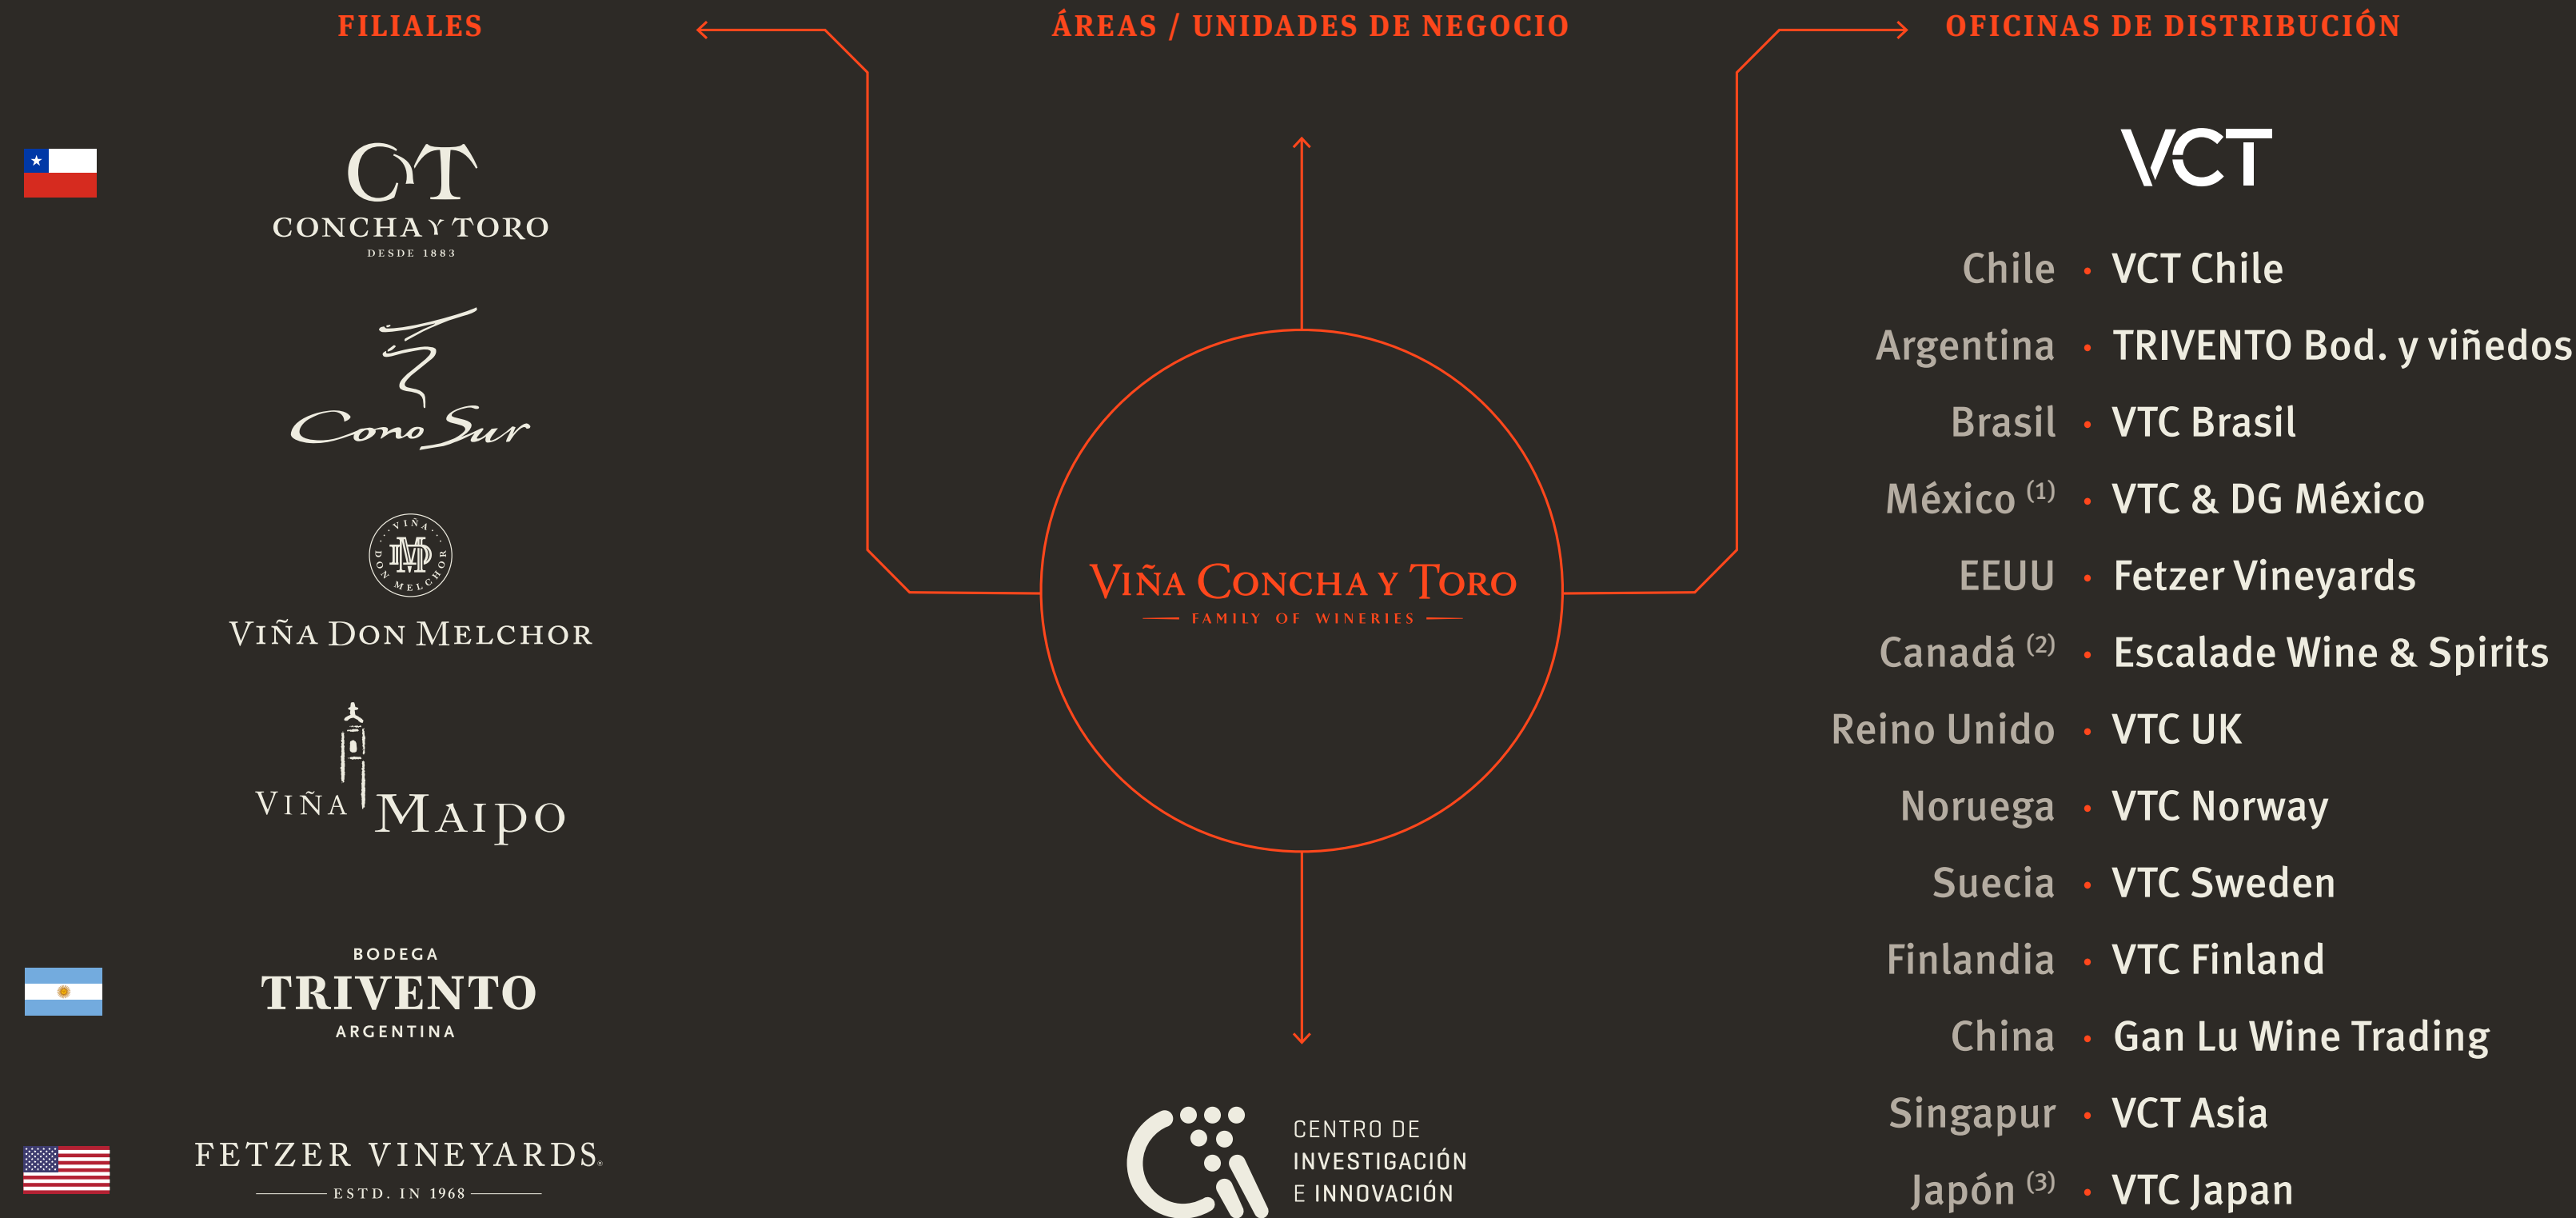 FILIALES
CT
CONCHA Y TORO
DESDE 1883
Cono Sur
VIÑA
DON MELCHOR
VIÑA DON MELCHOR
VIÑA MAIPO
BODEGA
TRIVENTO
ARGENTINA
FETZER VINEYARDS®
ESTD. IN 1968
ÁREAS / UNIDADES DE NEGOCIO
VIÑA CONCHA Y TORO
FAMILY OF WINERIES
CENTRO DE
INVESTIGACIÓN
E INNOVACIÓN
OFICINAS DE DISTRIBUCIÓN
VCT
Chile • VCT Chile
Argentina • TRIVENTO Bod. y viñedos
Brasil • VTC Brasil
México (1) • VTC & DG México
EEUU • Fetzer Vineyards
Canadá (2) • Escalade Wine & Spirits
Reino Unido • VTC UK
Noruega • VTC Norway
Suecia • VTC Sweden
Finlandia • VTC Finland
China • Gan Lu Wine Trading
Singapur • VCT Asia
Japón (3) • VTC Japan